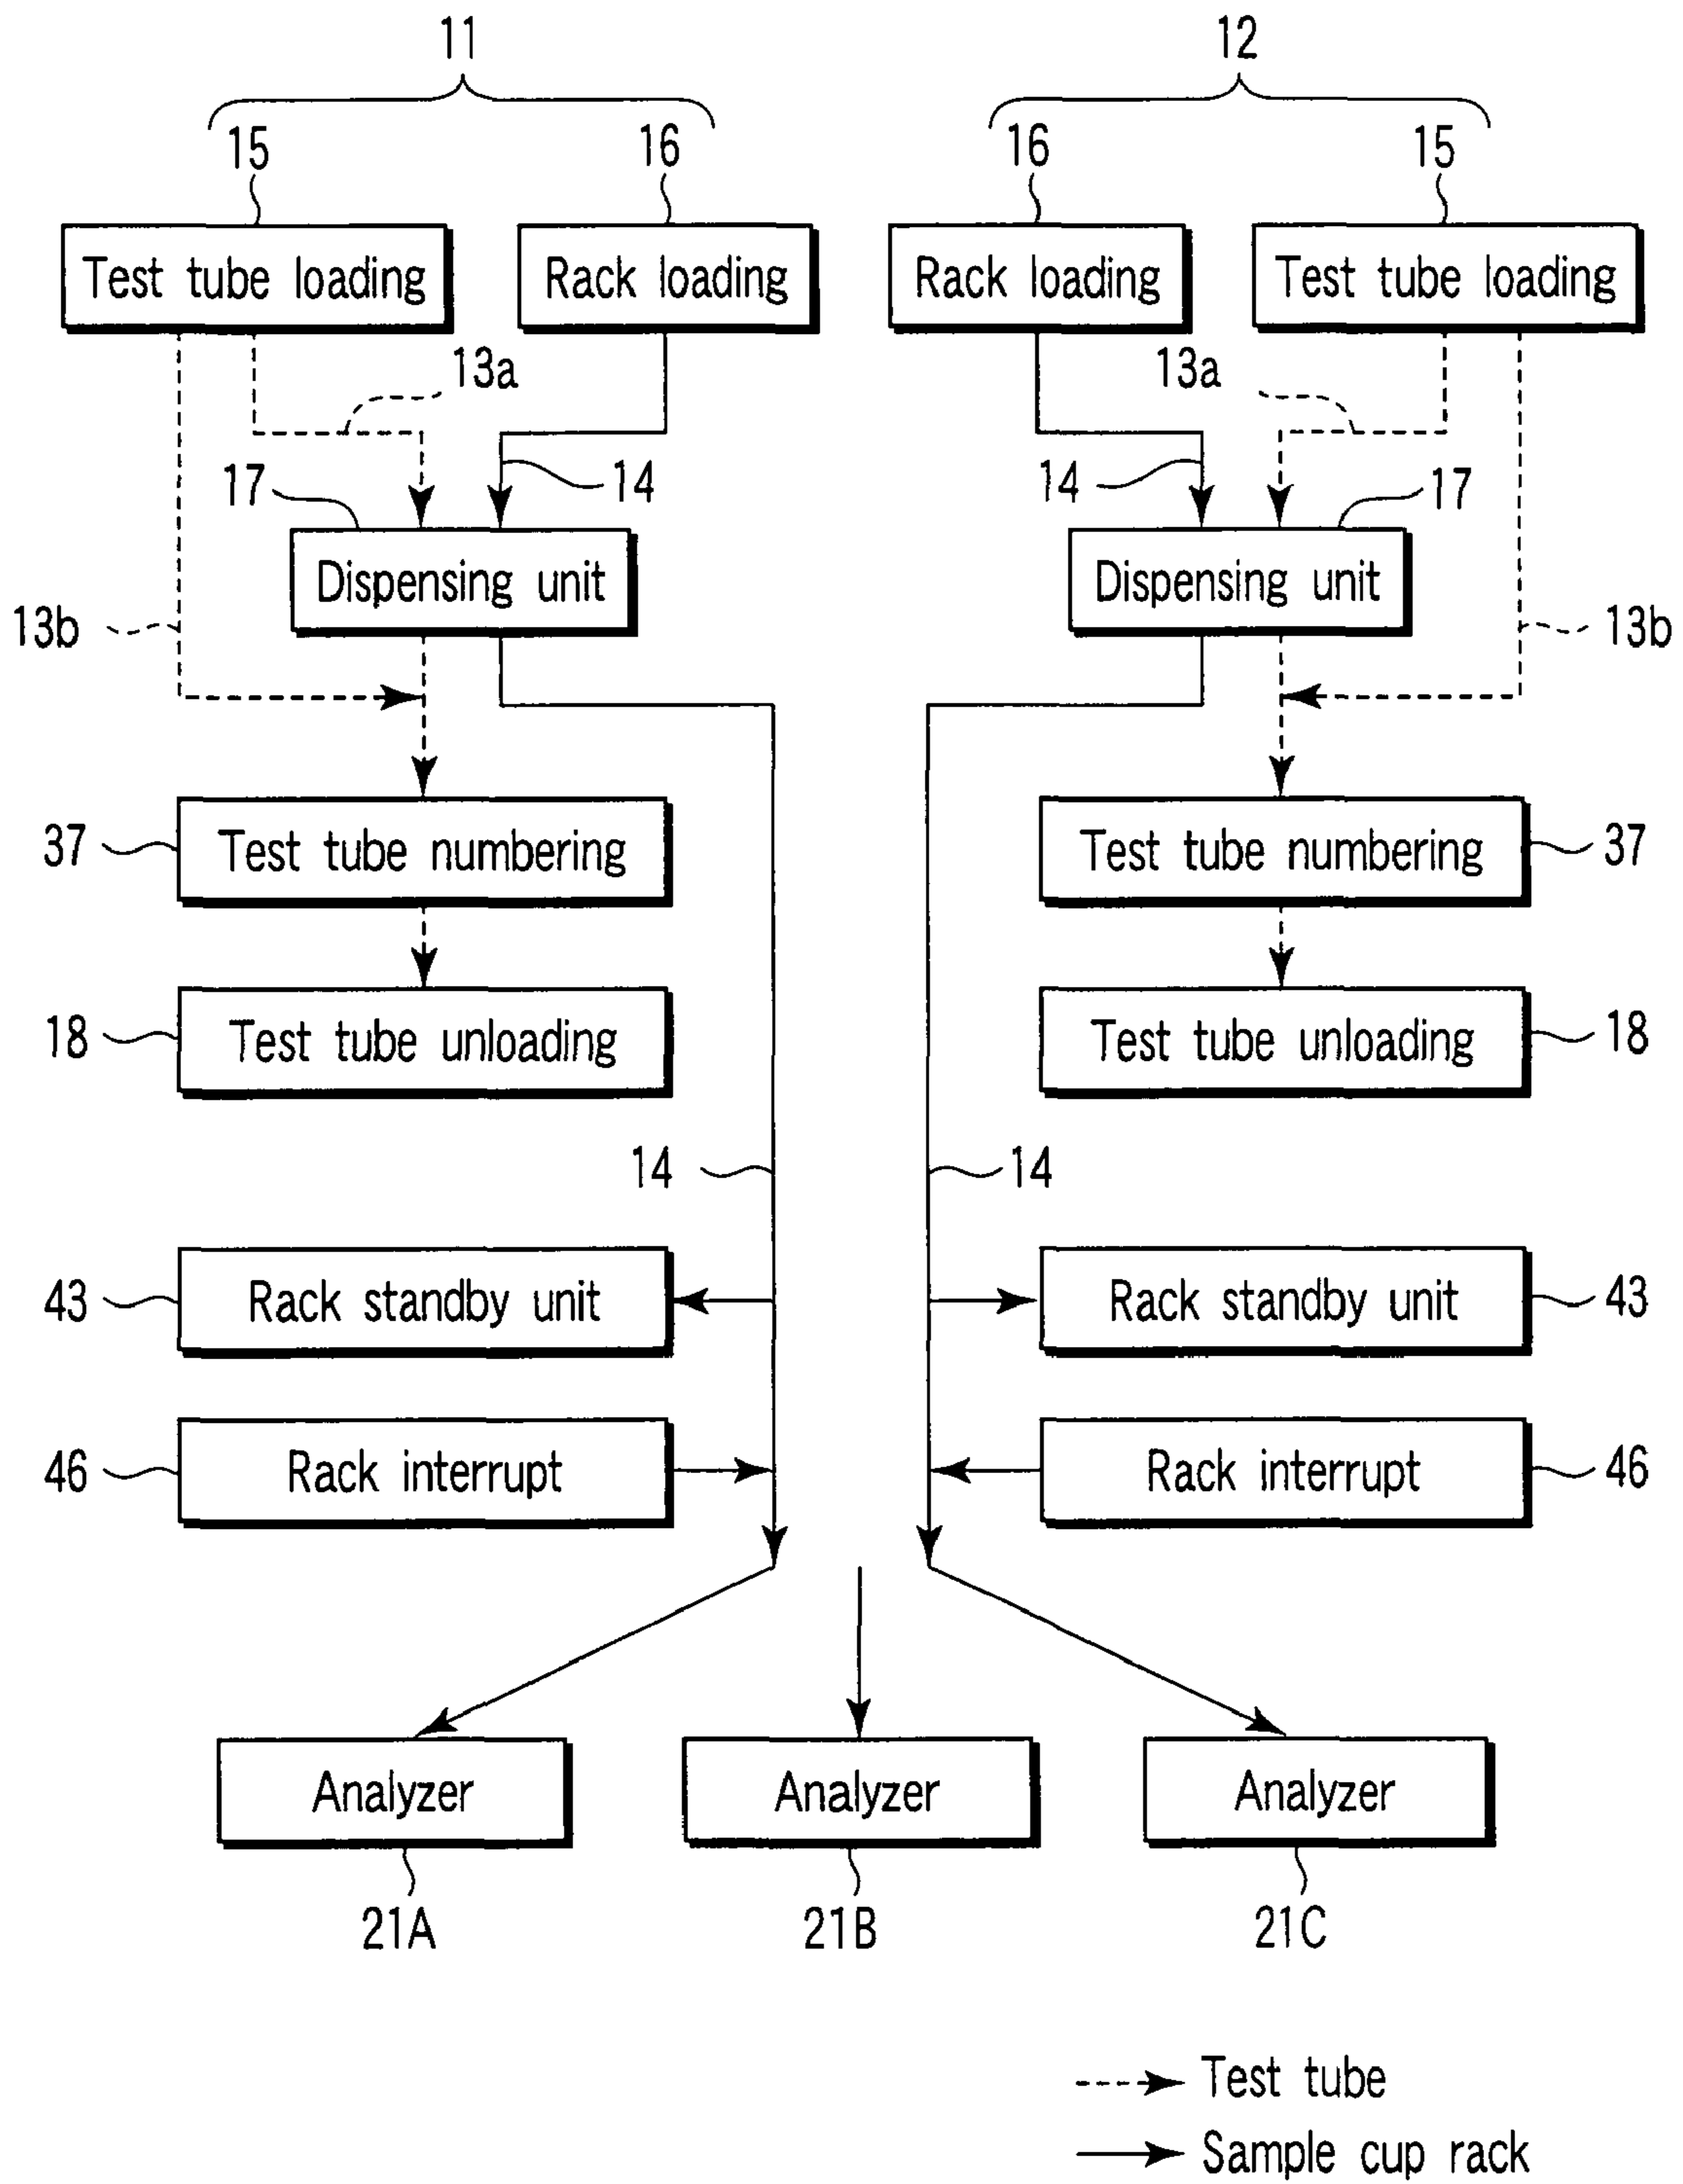 11 12
15 16 16 15
Test tube loading Rack loading Rack loading Test tube loading
13a 13a
17 14 14 17
Dispensing unit Dispensing unit
13b 13b
37 Test tube numbering Test tube numbering 37
18 Test tube unloading Test tube unloading 18
14 14
43 Rack standby unit Rack standby unit 43
46 Rack interrupt Rack interrupt 46
Analyzer Analyzer Analyzer
21A 21B 21C
Test tube
Sample cup rack